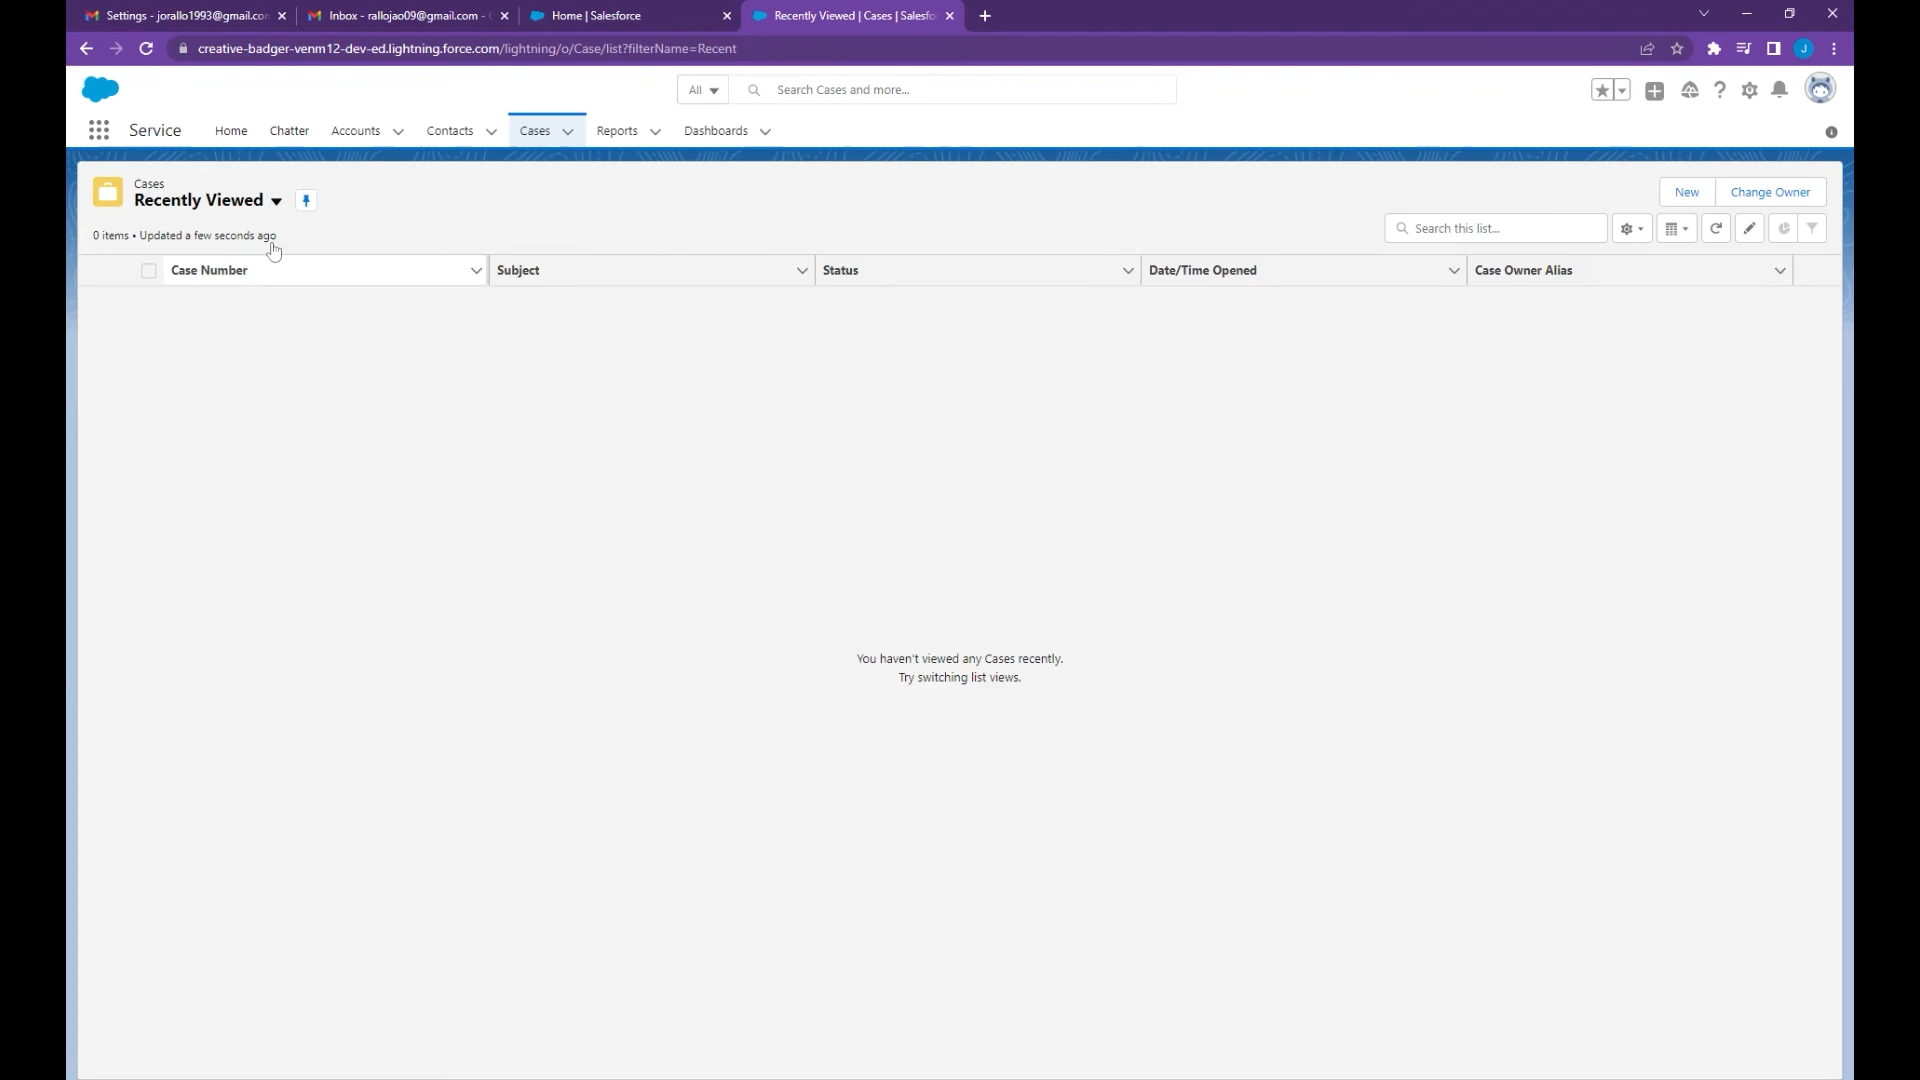 Settings - jorallo1993@gmail.con
Inbox - rallojao09@gmail.com -
Home | Salesforce
Recently Viewed | Cases | Salesfo
creative-badger-venm12-dev-ed.lightning.force.com/lightning/o/Case/list?filterName=Recent
J
All
Search Cases and more...
Service
Home
Chatter
Accounts
Contacts
Cases
Reports
Dashboards
Cases
Recently Viewed
New
Change Owner
0 items • Updated a few seconds ago
Search this list...
Case Number
Subject
Status
Date/Time Opened
Case Owner Alias
You haven't viewed any Cases recently.
Try switching list views.